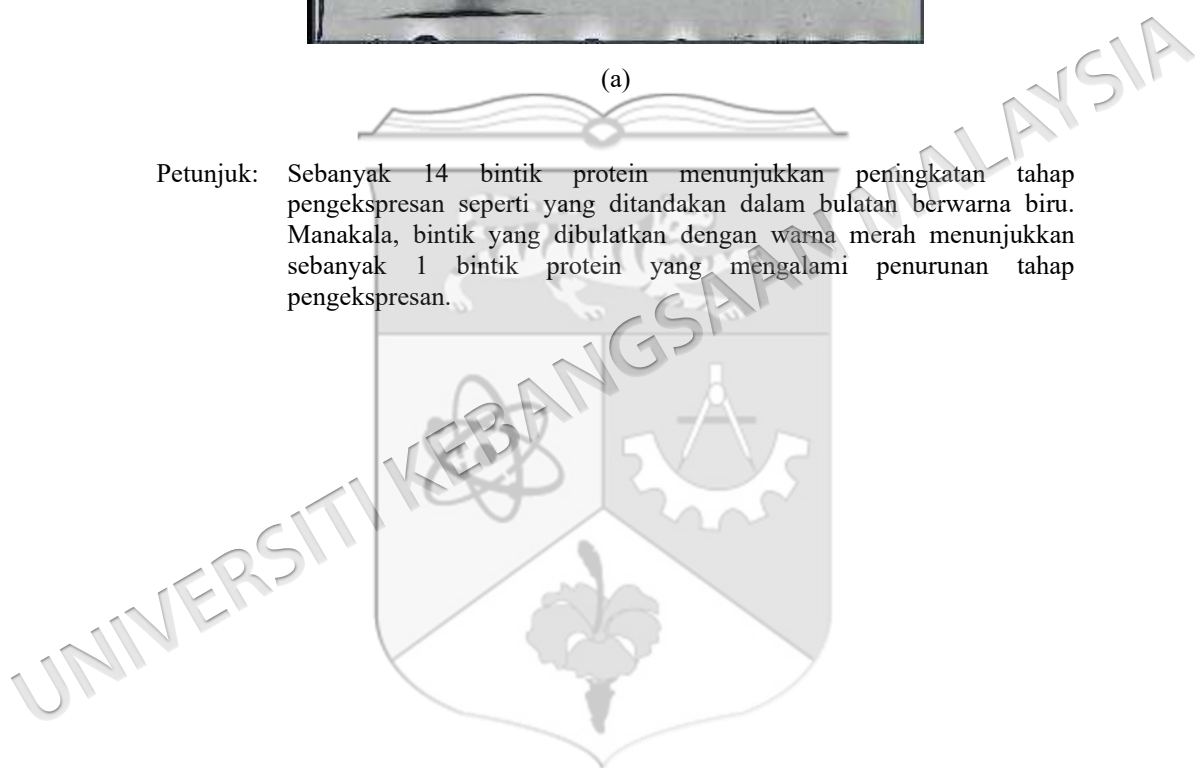 (a)
Petunjuk: Sebanyak 14 bintik protein menunjukkan peningkatan tahap
pengekspresan seperti yang ditandakan dalam bulatan berwarna biru.
Manakala, bintik yang dibulatkan dengan warna merah menunjukkan
sebanyak 1 bintik protein yang mengalami penurunan tahap
pengekspresan.
UNIVERSITI KEBANGSAAN MALAYSIA